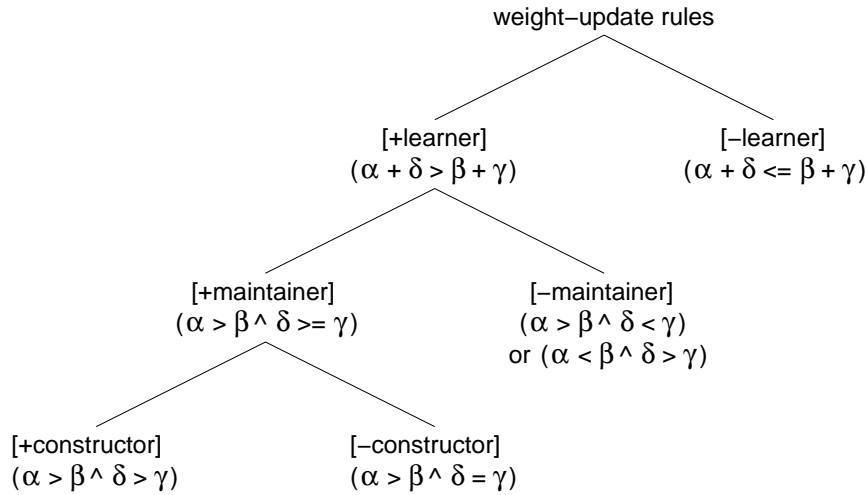 weight−update rules
[+learner]
(α + δ > β + γ)
[−learner]
(α + δ <= β + γ)
[+maintainer]
(α > β ^ δ >= γ)
[−maintainer]
(α > β ^ δ < γ)
or (α < β ^ δ > γ)
[+constructor]
(α > β ^ δ > γ)
[−constructor]
(α > β ^ δ = γ)